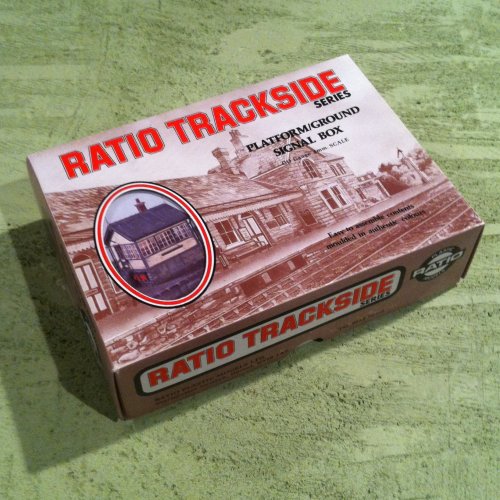 RATIO TRACKSIDE
SERIES
PLATFORM/GROUND
SIGNAL BOX
SCALE
Easy to assemble contents
moulded in authentic colours
RATIO
RATIO TRACKSIDE
SERIES